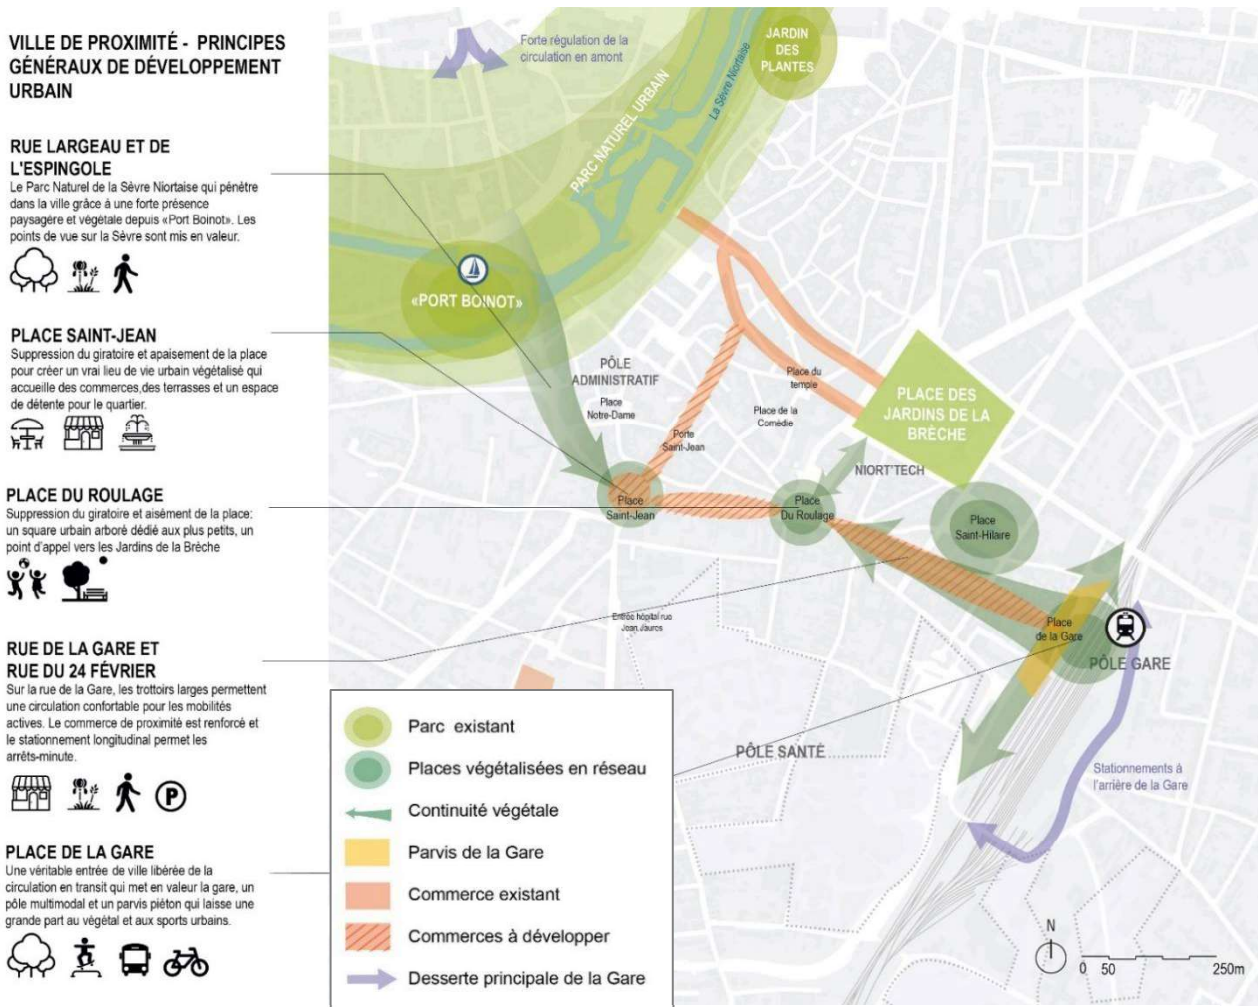 VILLE DE PROXIMITÉ - PRINCIPES
GÉNÉRAUX DE DÉVELOPPEMENT
URBAIN
RUE LARGEAU ET DE
L'ESPINGOLE
Le Parc Naturel de la Sèvre Niortaise qui pénètre
dans la ville grâce à une forte présence
paysagère et végétale depuis «Port Boinot». Les
points de vue sur la Sèvre sont mis en valeur.
PLACE SAINT-JEAN
Suppression du giratoire et apaisement de la place
pour créer un vrai lieu de vie urbain végétalisé qui
accueille des commerces,des terrasses et un espace
de détente pour le quartier.
PLACE DU ROULAGE
Suppression du giratoire et aisément de la place:
un square urbain arboré dédié aux plus petits, un
point d'appel vers les Jardins de la Brèche
RUE DE LA GARE ET
RUE DU 24 FÉVRIER
Sur la rue de la Gare, les trottoirs larges permettent
une circulation confortable pour les mobilités
actives. Le commerce de proximité est renforcé et
le stationnement longitudinal permet les
arrêts-minute.
P
PLACE DE LA GARE
Une véritable entrée de ville libérée de la
circulation en transit qui met en valeur la gare, un
pôle multimodal et un parvis piéton qui laisse une
grande part au végétal et aux sports urbains.
Forte régulation de la
circulation en amont
JARDIN
DES
PLANTES
La Sèvre Niortaise
PARC NATUREL URBAIN
«PORT BOINOT»
PÔLE
ADMINISTRATIF
Place
Notre-Dame
Place du
temple
Place de la
Comédie
PLACE DES
JARDINS DE LA
BRÈCHE
Porte
Saint-Jean
NIORT'TECH
Place
Saint-Jean
Place
Du Roulage
Place
Saint-Hilaire
Entrée hôpital rue
Jean Jaures
Place
de la Gare
PÔLE GARE
PÔLE SANTÉ
Stationnements à
l'arrière de la Gare
Parc existant
Places végétalisées en réseau
Continuité végétale
Parvis de la Gare
Commerce existant
Commerces à développer
Desserte principale de la Gare
N
0 50 250m